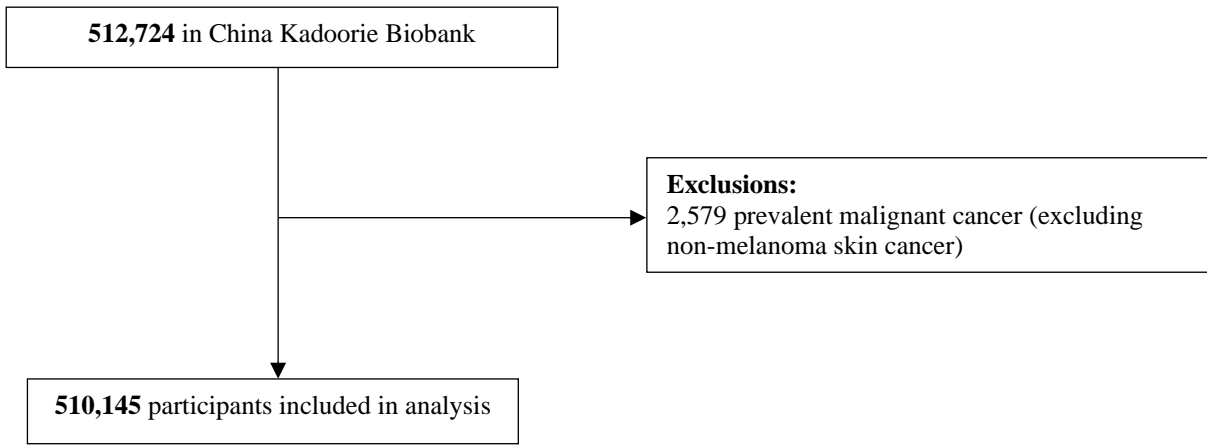 512,724 in China Kadoorie Biobank
Exclusions:
2,579 prevalent malignant cancer (excluding
non-melanoma skin cancer)
510,145 participants included in analysis